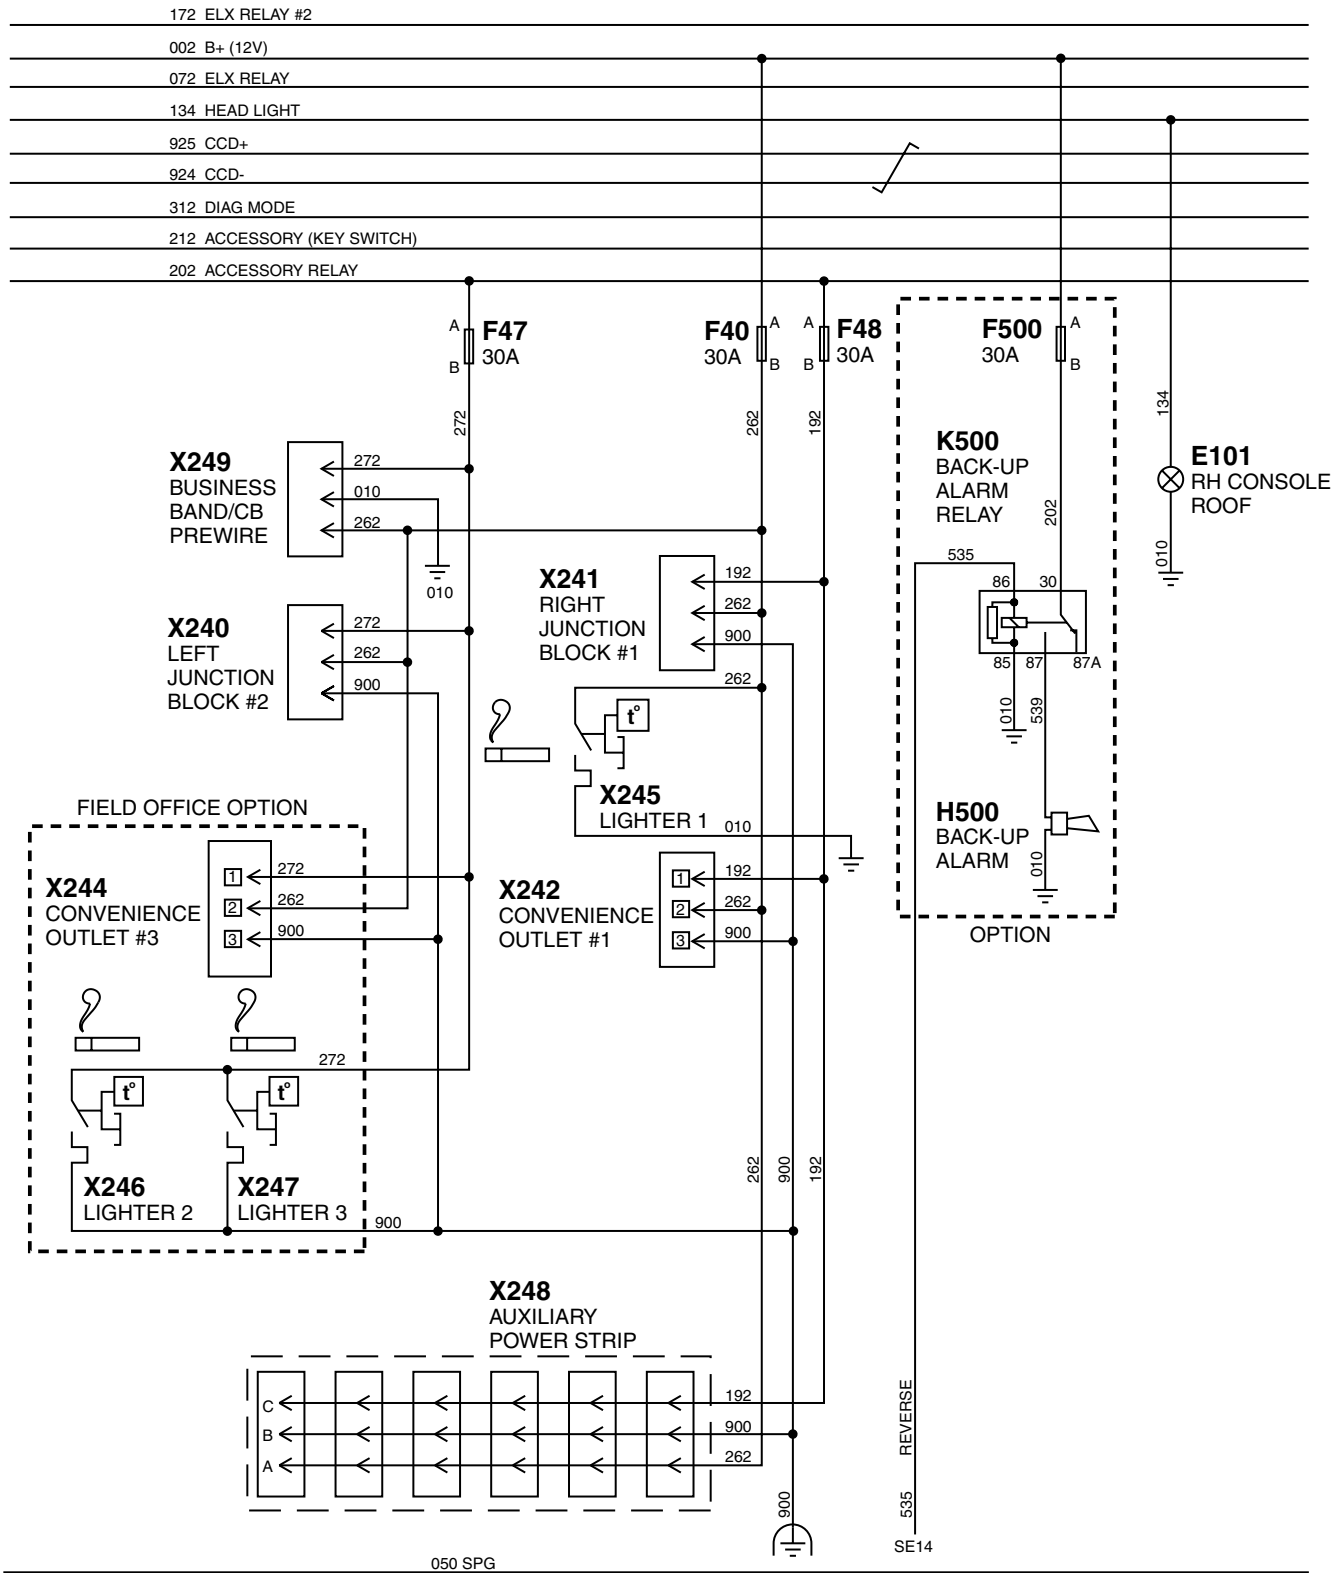 172 ELX RELAY #2
002 B+ (12V)
072 ELX RELAY
134 HEAD LIGHT
925 CCD+
924 CCD-
312 DIAG MODE
212 ACCESSORY (KEY SWITCH)
202 ACCESSORY RELAY
A
F47
30A
B
272
F40
30A
A
B
262
A
F48
30A
B
192
F500
30A
A
B
134
X249
BUSINESS
BAND/CB
PREWIRE
272
010
262
010
K500
BACK-UP
ALARM
RELAY
202
E101
RH CONSOLE
ROOF
010
535
86
30
85
87
87A
010
539
X241
RIGHT
JUNCTION
BLOCK #1
192
262
900
X240
LEFT
JUNCTION
BLOCK #2
272
262
900
262
t°
X245
LIGHTER 1
010
H500
BACK-UP
ALARM
010
OPTION
FIELD OFFICE OPTION
X244
CONVENIENCE
OUTLET #3
1
2
3
272
262
900
X242
CONVENIENCE
OUTLET #1
1
2
3
192
262
900
272
t°
t°
X246
LIGHTER 2
X247
LIGHTER 3
900
262
900
192
X248
AUXILIARY
POWER STRIP
C
B
A
192
900
262
900
REVERSE
535
SE14
050 SPG